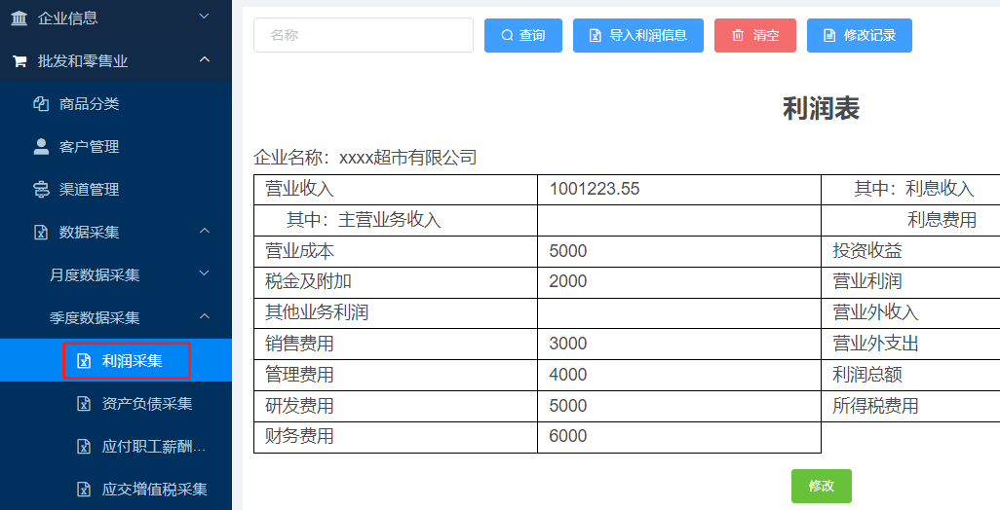 企业信息
批发和零售业
商品分类
客户管理
渠道管理
数据采集
月度数据采集
季度数据采集
利润采集
资产负债采集
应付职工薪酬...
应交增值税采集
名称 查询 导入利润信息 清空 修改记录
利润表
企业名称：xxxx超市有限公司
营业收入 1001223.55 其中：利息收入
其中：主营业务收入 利息费用
营业成本 5000 投资收益
税金及附加 2000 营业利润
其他业务利润 营业外收入
销售费用 3000 营业外支出
管理费用 4000 利润总额
研发费用 5000 所得税费用
财务费用 6000
修改